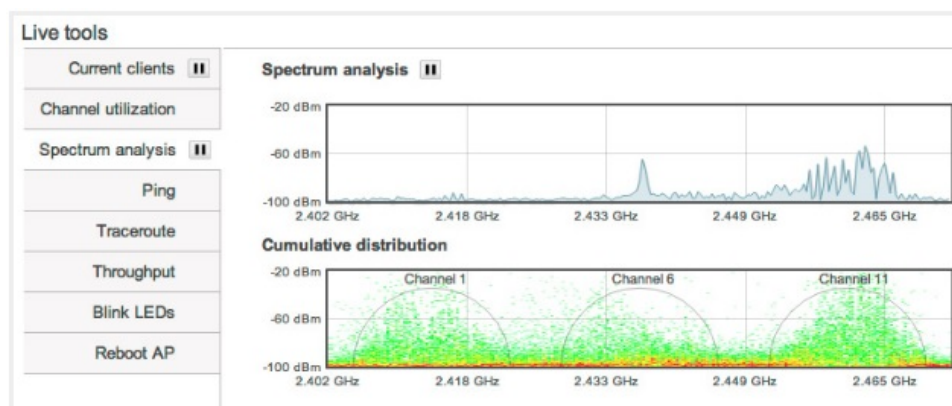 Live tools
Current clients
Channel utilization
Spectrum analysis
Ping
Traceroute
Throughput
Blink LEDs
Reboot AP
Spectrum analysis
-20 dBm
-60 dBm
-100 dBm
2.402 GHz 2.418 GHz 2.433 GHz 2.449 GHz 2.465 GHz
Cumulative distribution
-20 dBm
-60 dBm
-100 dBm
Channel 1 Channel 6 Channel 11
2.402 GHz 2.418 GHz 2.433 GHz 2.449 GHz 2.465 GHz